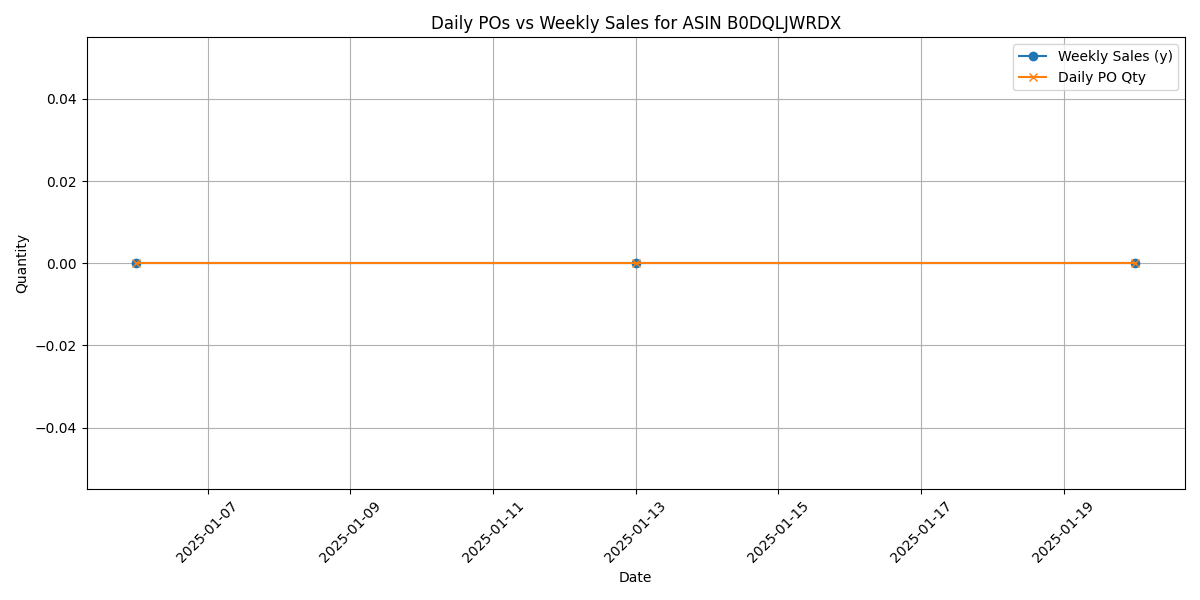 Daily POs vs Weekly Sales for ASIN B0DQLJWRDX
Weekly Sales (y)
Daily PO Qty
Quantity
0.04
0.02
0.00
−0.02
−0.04
2025-01-07
2025-01-09
2025-01-11
2025-01-13
2025-01-15
2025-01-17
2025-01-19
Date